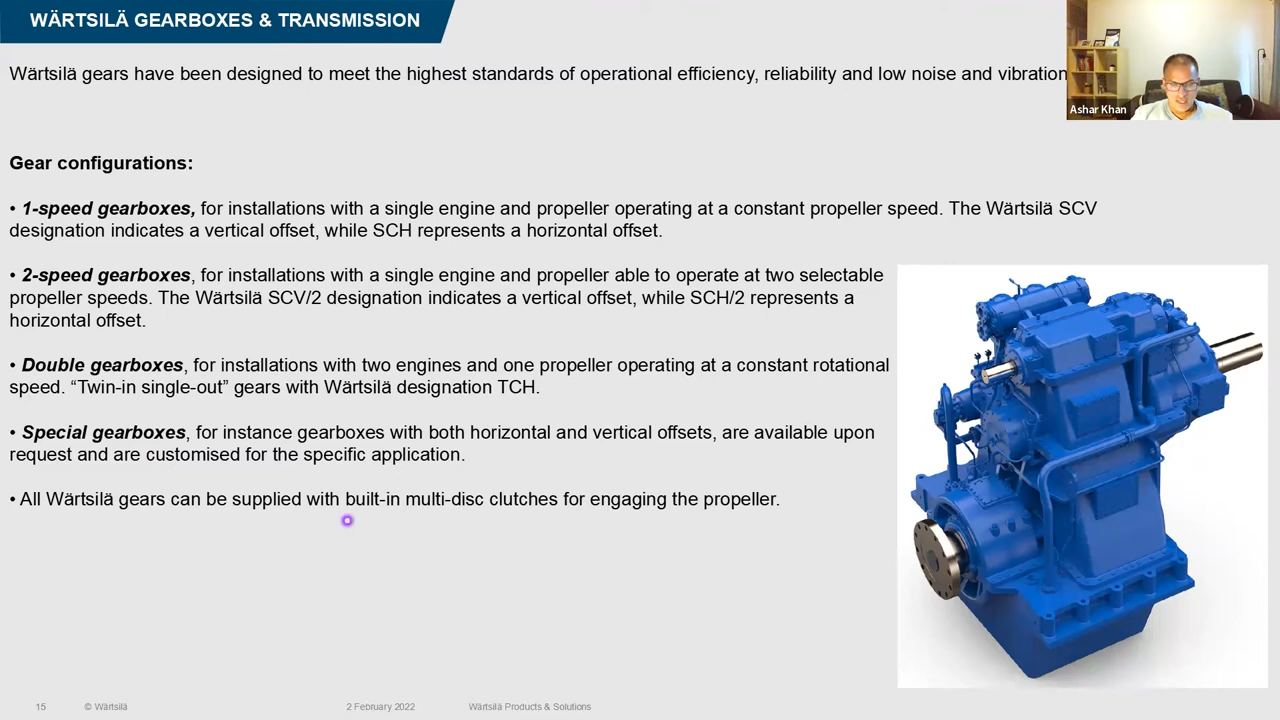 WÄRTSILÄ GEARBOXES & TRANSMISSION
Wärtsilä gears have been designed to meet the highest standards of operational efficiency, reliability and low noise and vibration
Ashar Khan
Gear configurations:
• 1-speed gearboxes, for installations with a single engine and propeller operating at a constant propeller speed. The Wärtsilä SCV
designation indicates a vertical offset, while SCH represents a horizontal offset.
• 2-speed gearboxes, for installations with a single engine and propeller able to operate at two selectable
propeller speeds. The Wärtsilä SCV/2 designation indicates a vertical offset, while SCH/2 represents a
horizontal offset.
• Double gearboxes, for installations with two engines and one propeller operating at a constant rotational
speed. “Twin-in single-out” gears with Wärtsilä designation TCH.
• Special gearboxes, for instance gearboxes with both horizontal and vertical offsets, are available upon
request and are customised for the specific application.
• All Wärtsilä gears can be supplied with built-in multi-disc clutches for engaging the propeller.
15 © Wärtsilä 2 February 2022 Wärtsilä Products & Solutions